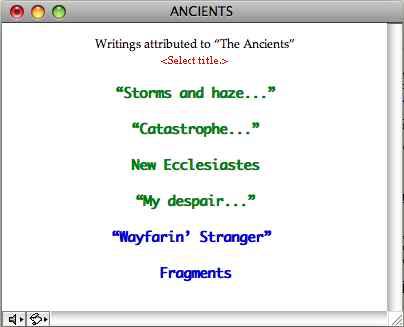 ANCIENTS
Writings attributed to “The Ancients”
<Select title.>
“Storms and haze...”
“Catastrophe...”
New Ecclesiastes
“My despair...”
“Wayfarin’ Stranger”
Fragments